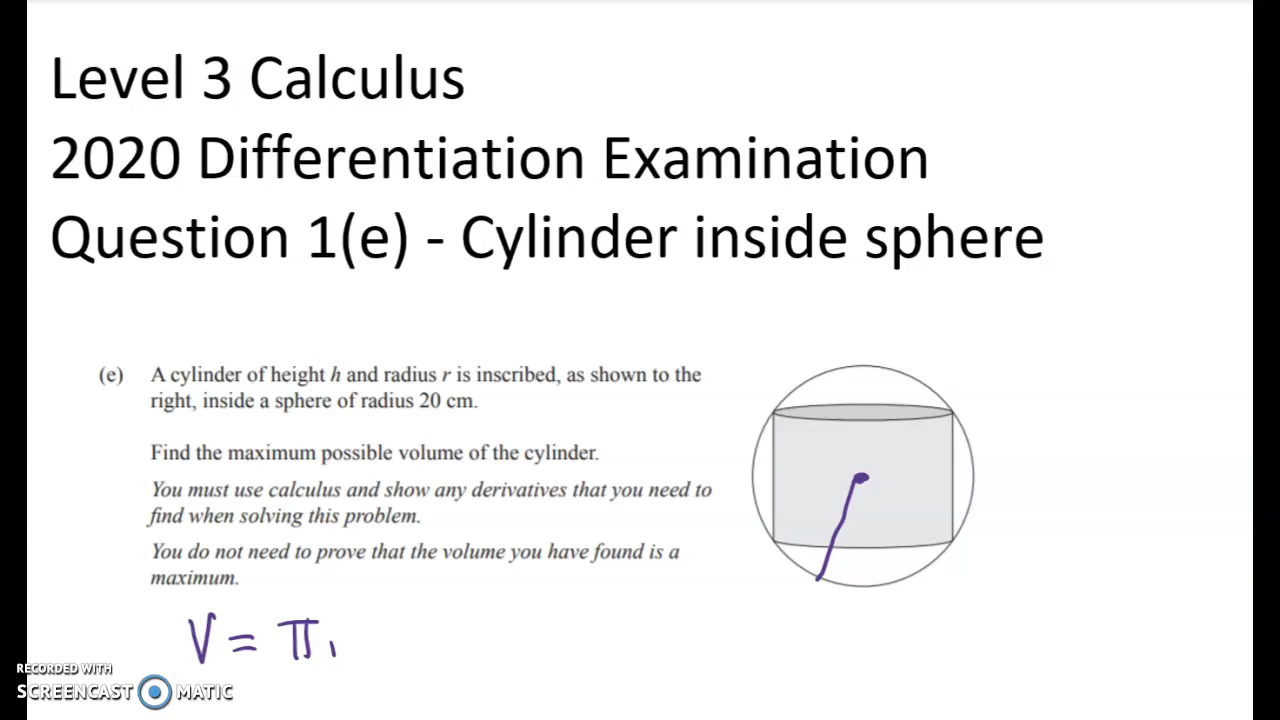 Level 3 Calculus
2020 Differentiation Examination
Question 1(e) - Cylinder inside sphere
(e) A cylinder of height h and radius r is inscribed, as shown to the
right, inside a sphere of radius 20 cm.
Find the maximum possible volume of the cylinder.
You must use calculus and show any derivatives that you need to
find when solving this problem.
You do not need to prove that the volume you have found is a
maximum.
V = π
RECORDED WITH
SCREENCAST MATIC